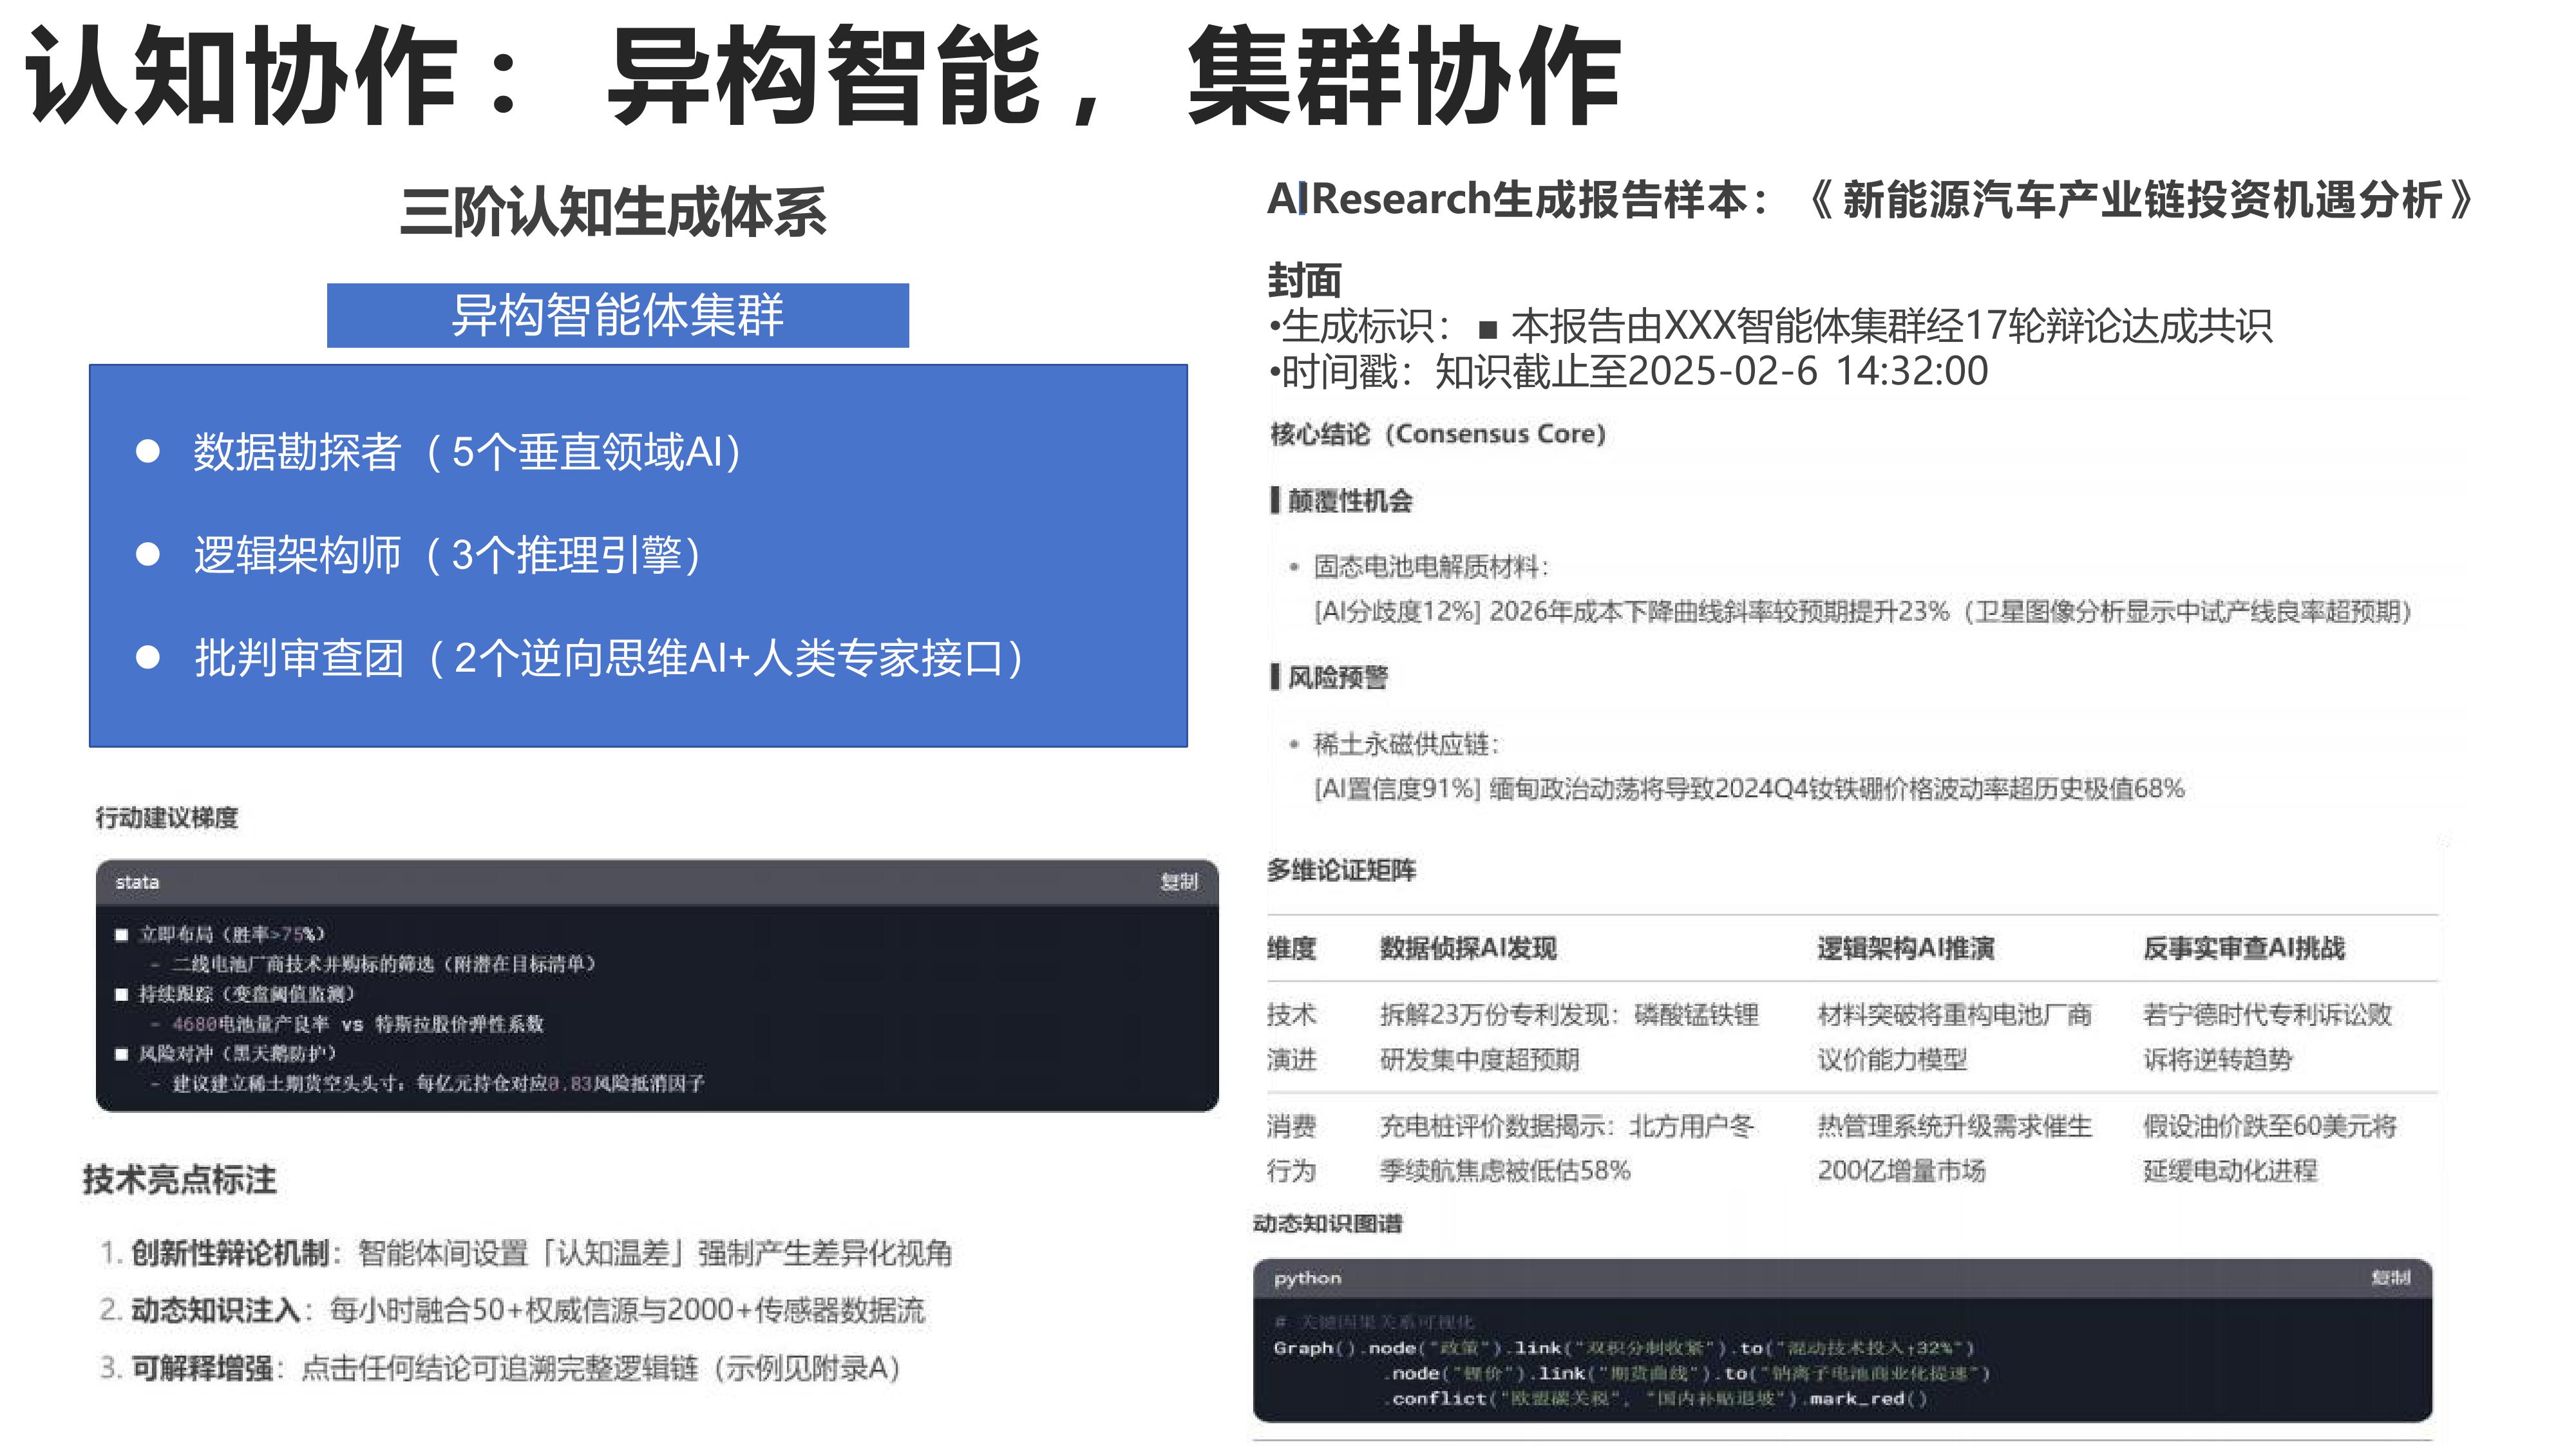 认知协作： 异构智能， 集群协作
三阶认知生成体系
异构智能体集群
● 数据勘探者（5个垂直领域AI）
● 逻辑架构师（3个推理引擎）
● 批判审查团（2个逆向思维AI+人类专家接口）
行动建议梯度
stata 复制
■ 立即布局（胜率>75%）
- 二线电池厂商技术并购标的筛选（附潜在目标清单）
■ 持续跟踪（变盘阈值监测）
- 4680电池量产良率 vs 特斯拉股价弹性系数
■ 风险对冲（黑天鹅防护）
- 建议建立稀土期货空头头寸：每亿元持仓对应0.83风险抵消因子
技术亮点标注
1. 创新性辩论机制：智能体间设置「认知温差」强制产生差异化视角
2. 动态知识注入：每小时融合50+权威信源与2000+传感器数据流
3. 可解释增强：点击任何结论可追溯完整逻辑链（示例见附录A）
AIResearch生成报告样本：《新能源汽车产业链投资机遇分析》
封面
•生成标识：■ 本报告由XXX智能体集群经17轮辩论达成共识
•时间戳：知识截止至2025-02-6 14:32:00
核心结论（Consensus Core）
颠覆性机会
• 固态电池电解质材料：
[AI分歧度12%] 2026年成本下降曲线斜率较预期提升23%（卫星图像分析显示中试产线良率超预期）
风险预警
• 稀土永磁供应链：
[AI置信度91%] 缅甸政治动荡将导致2024Q4钕铁硼价格波动率超历史极值68%
多维论证矩阵
维度 数据侦探AI发现 逻辑架构AI推演 反事实审查AI挑战
技术 拆解23万份专利发现：磷酸锰铁锂 材料突破将重构电池厂商 若宁德时代专利诉讼败
演进 研发集中度超预期 议价能力模型 诉将逆转趋势
消费 充电桩评价数据揭示：北方用户冬 热管理系统升级需求催生 假设油价跌至60美元将
行为 季续航焦虑被低估58% 200亿增量市场 延缓电动化进程
动态知识图谱
python 复制
# 关键因果关系可视化
Graph().node("政策").link("双积分制收紧").to("混动技术投入↑32%")
.node("锂价").link("期货曲线").to("钠离子电池商业化提速")
.conflict("欧盟碳关税", "国内补贴退坡").mark_red()